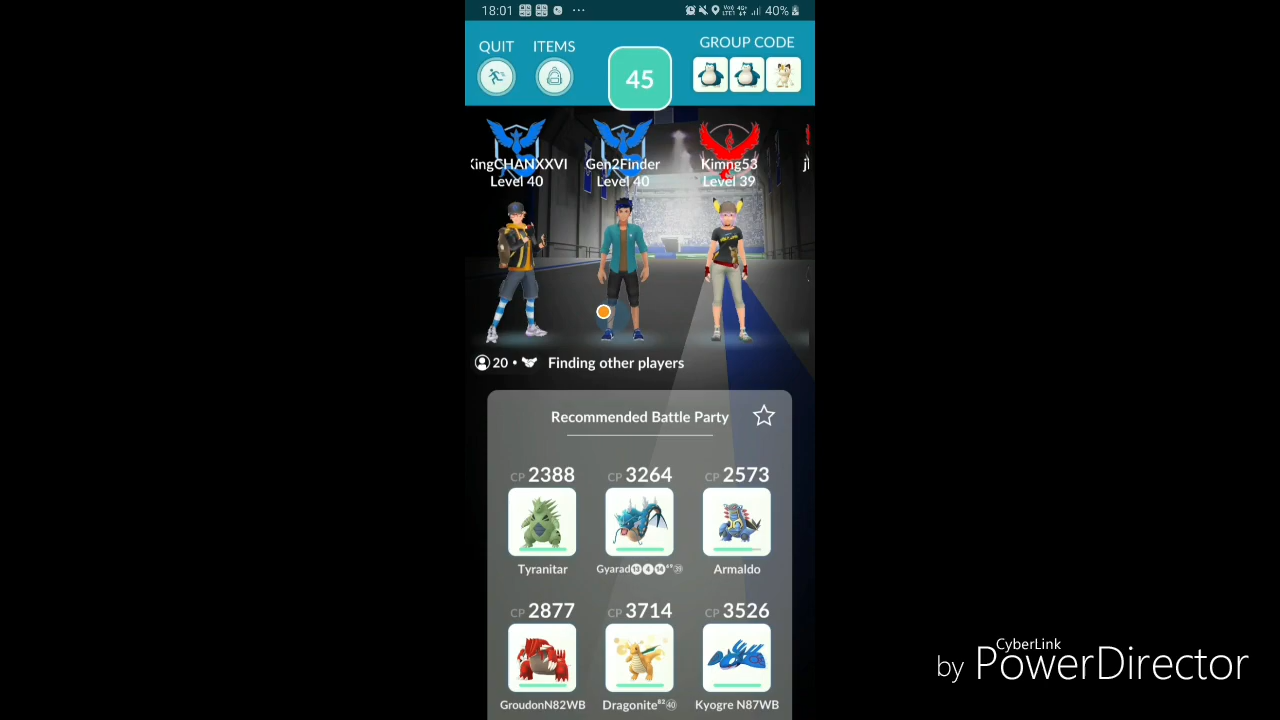 18:01 ... 40%
QUIT ITEMS GROUP CODE
45
KingCHANXXVI Gen2Finder Kimng53
Level 40 Level 40 Level 39
20 • Finding other players
Recommended Battle Party
CP 2388 CP 3264 CP 2573
Tyranitar Gyarad⑬④⑭ Armaldo
CP 2877 CP 3714 CP 3526
GroudonN82WB Dragonite⁸²㊵ Kyogre N87WB
CyberLink
by PowerDirector